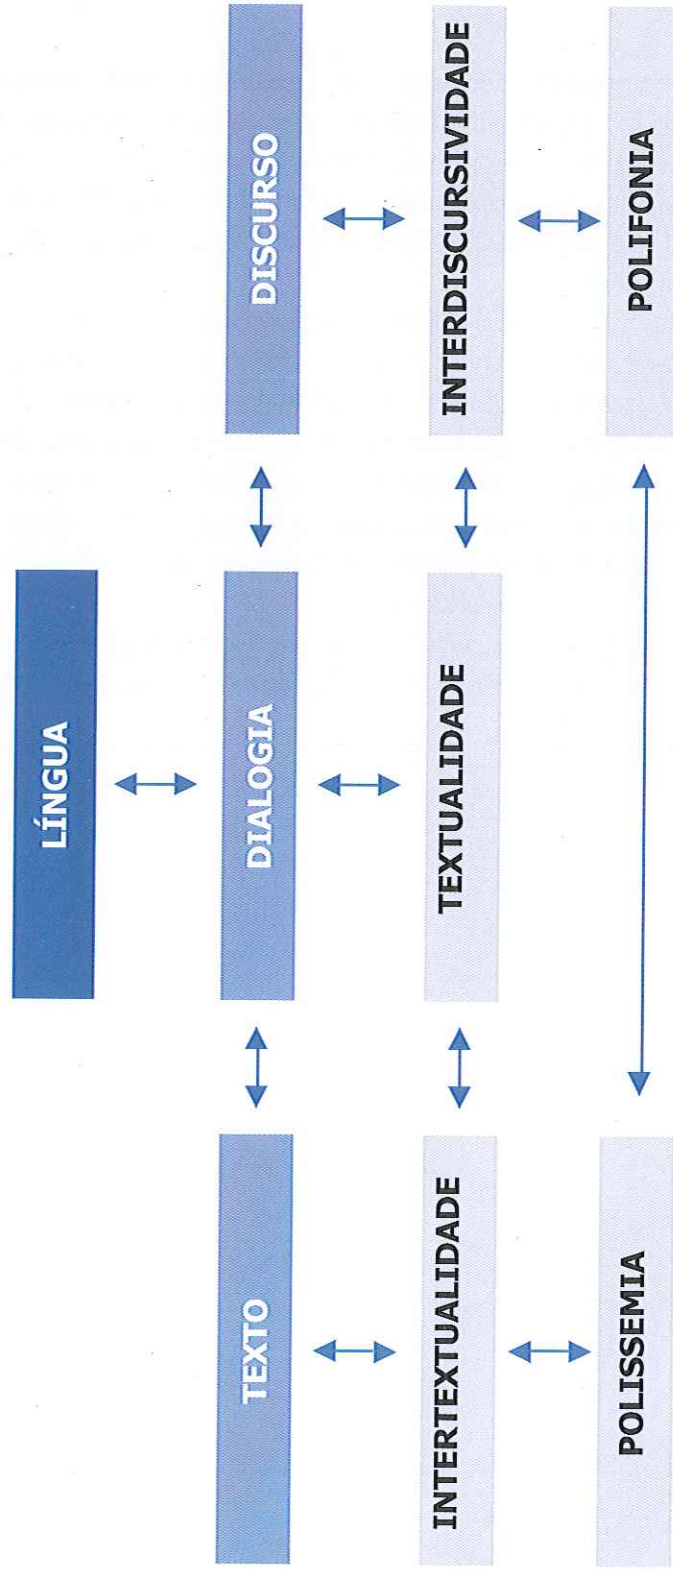 LÍNGUA
TEXTO
DIALOGIA
DISCURSO
INTERTEXTUALIDADE
TEXTUALIDADE
INTERDISCURSIVIDADE
POLISSEMIA
POLIFONIA